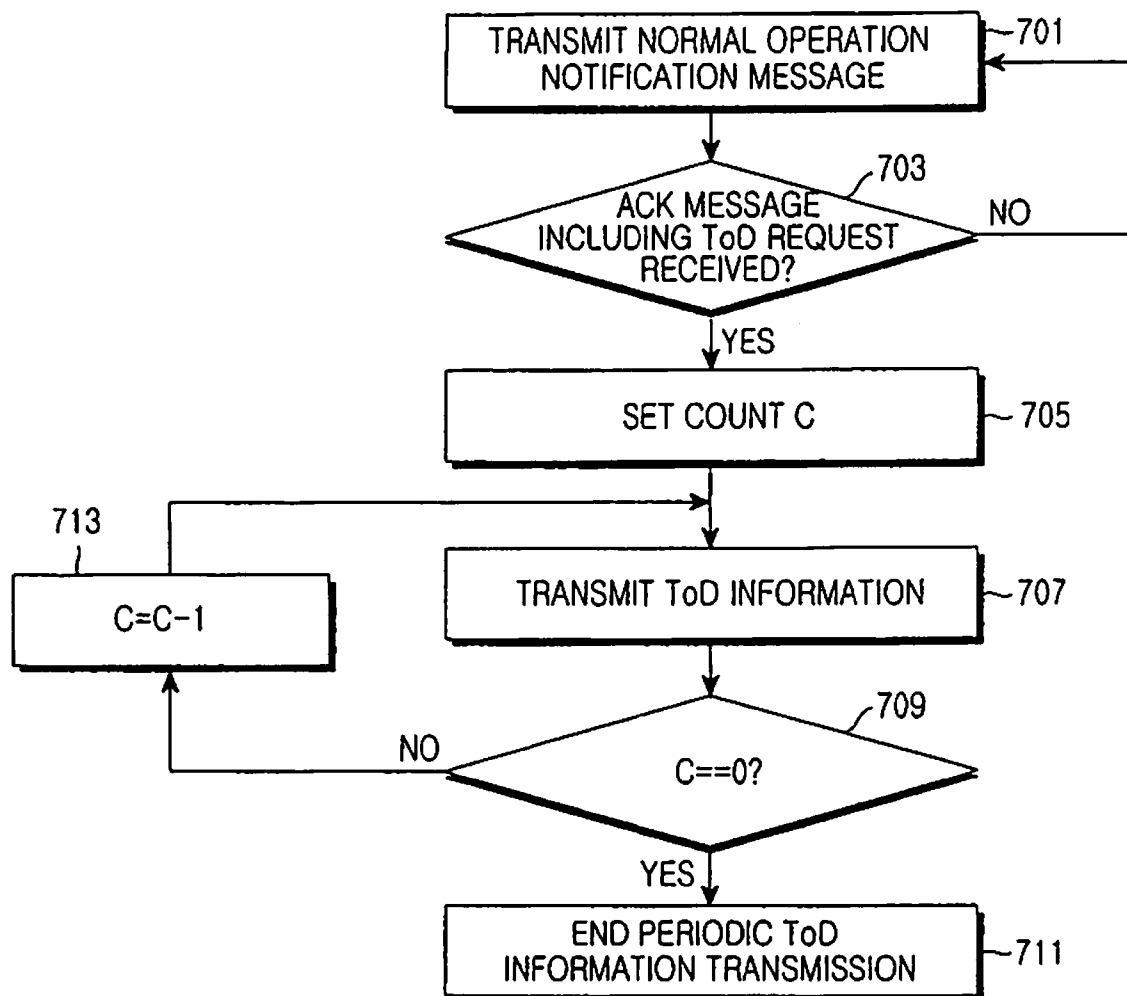 TRANSMIT NORMAL OPERATION
NOTIFICATION MESSAGE
701
703
ACK MESSAGE
INCLUDING ToD REQUEST
RECEIVED?
NO
YES
SET COUNT C
705
713
C=C-1
TRANSMIT ToD INFORMATION
707
709
NO
C==0?
YES
END PERIODIC ToD
INFORMATION TRANSMISSION
711